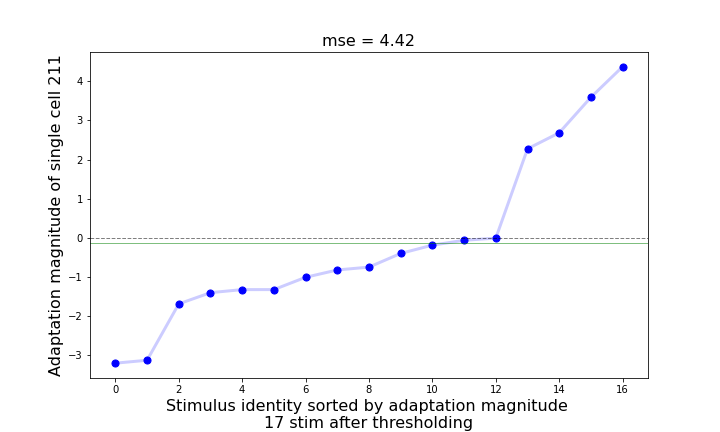 mse = 4.42
Adaptation magnitude of single cell 211
4
3
2
1
0
−1
−2
−3
0 2 4 6 8 10 12 14 16
Stimulus identity sorted by adaptation magnitude
17 stim after thresholding